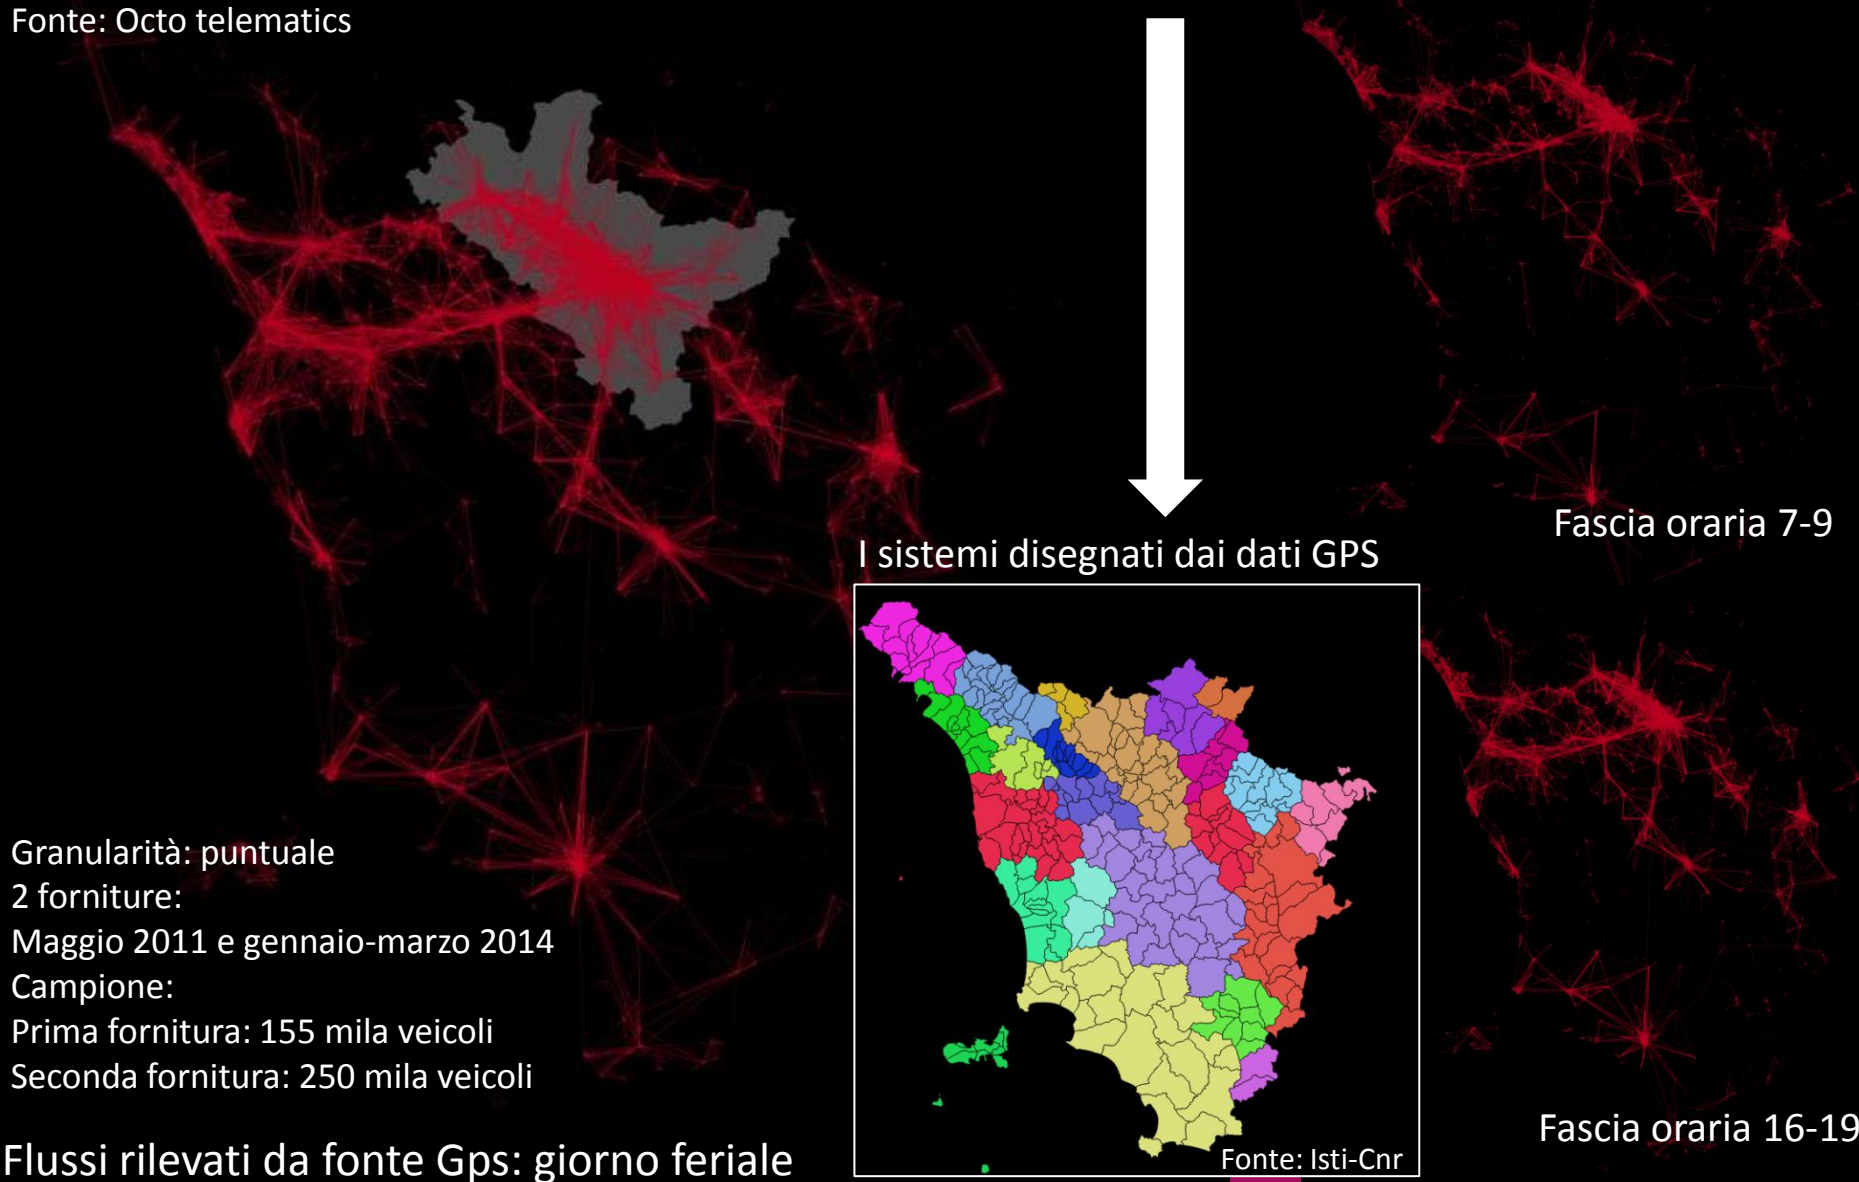 Fonte: Octo telematics
Fascia oraria 7-9
I sistemi disegnati dai dati GPS
Granularità: puntuale
2 forniture:
Maggio 2011 e gennaio-marzo 2014
Campione:
Prima fornitura: 155 mila veicoli
Seconda fornitura: 250 mila veicoli
Fascia oraria 16-19
Flussi rilevati da fonte Gps: giorno feriale
Fonte: Isti-Cnr